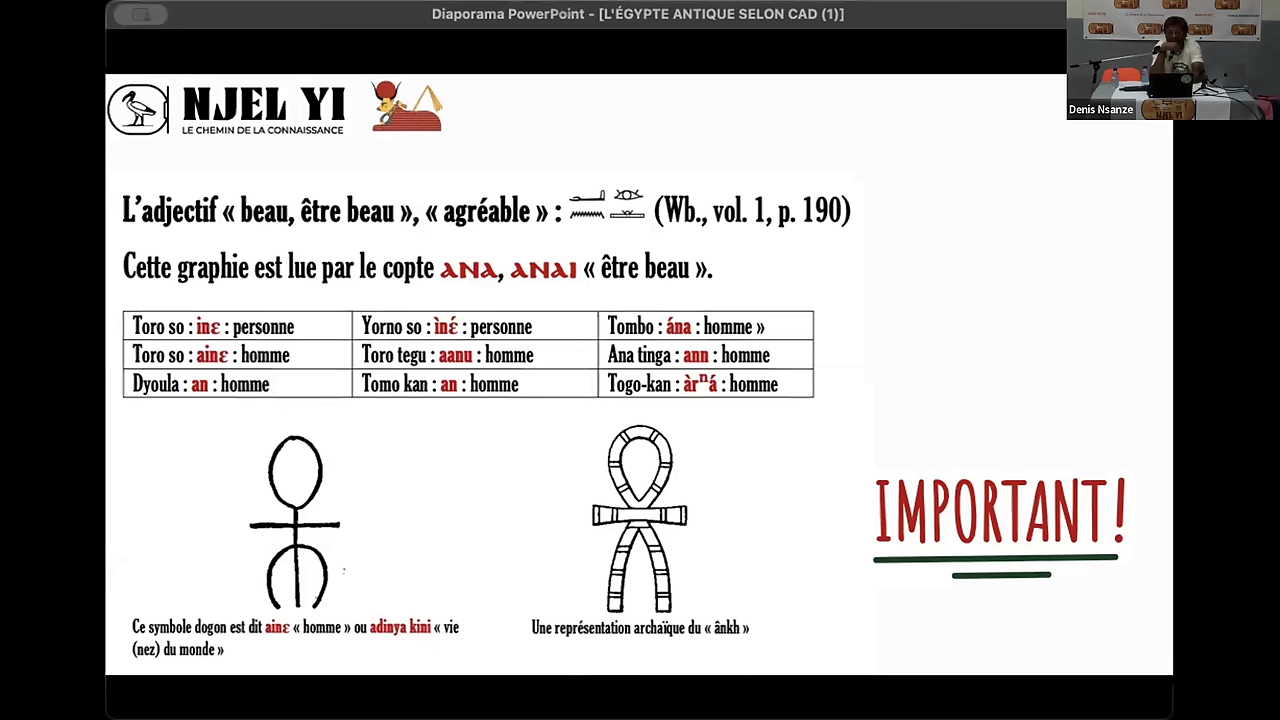 Diaporama PowerPoint - [L'ÉGYPTE ANTIQUE SELON CAD (1)]
Denis Nsanze
NJEL YI
NJEL YI
LE CHEMIN DE LA CONNAISSANCE
L'adjectif « beau, être beau », « agréable » : (Wb., vol. 1, p. 190)
Cette graphie est lue par le copte ⲀⲚⲀ, ⲀⲚⲀⲒ « être beau ».
Toro so : inɛ : personne Yorno so : ìné : personne Tombo : ána : homme »
Toro so : ainɛ : homme Toro tegu : aanu : homme Ana tinga : ann : homme
Dyoula : an : homme Tomo kan : an : homme Togo-kan : àrⁿá : homme
IMPORTANT!
Ce symbole dogon est dit ainɛ « homme » ou adinya kini « vie
(nez) du monde »
Une représentation archaïque du « ânkh »